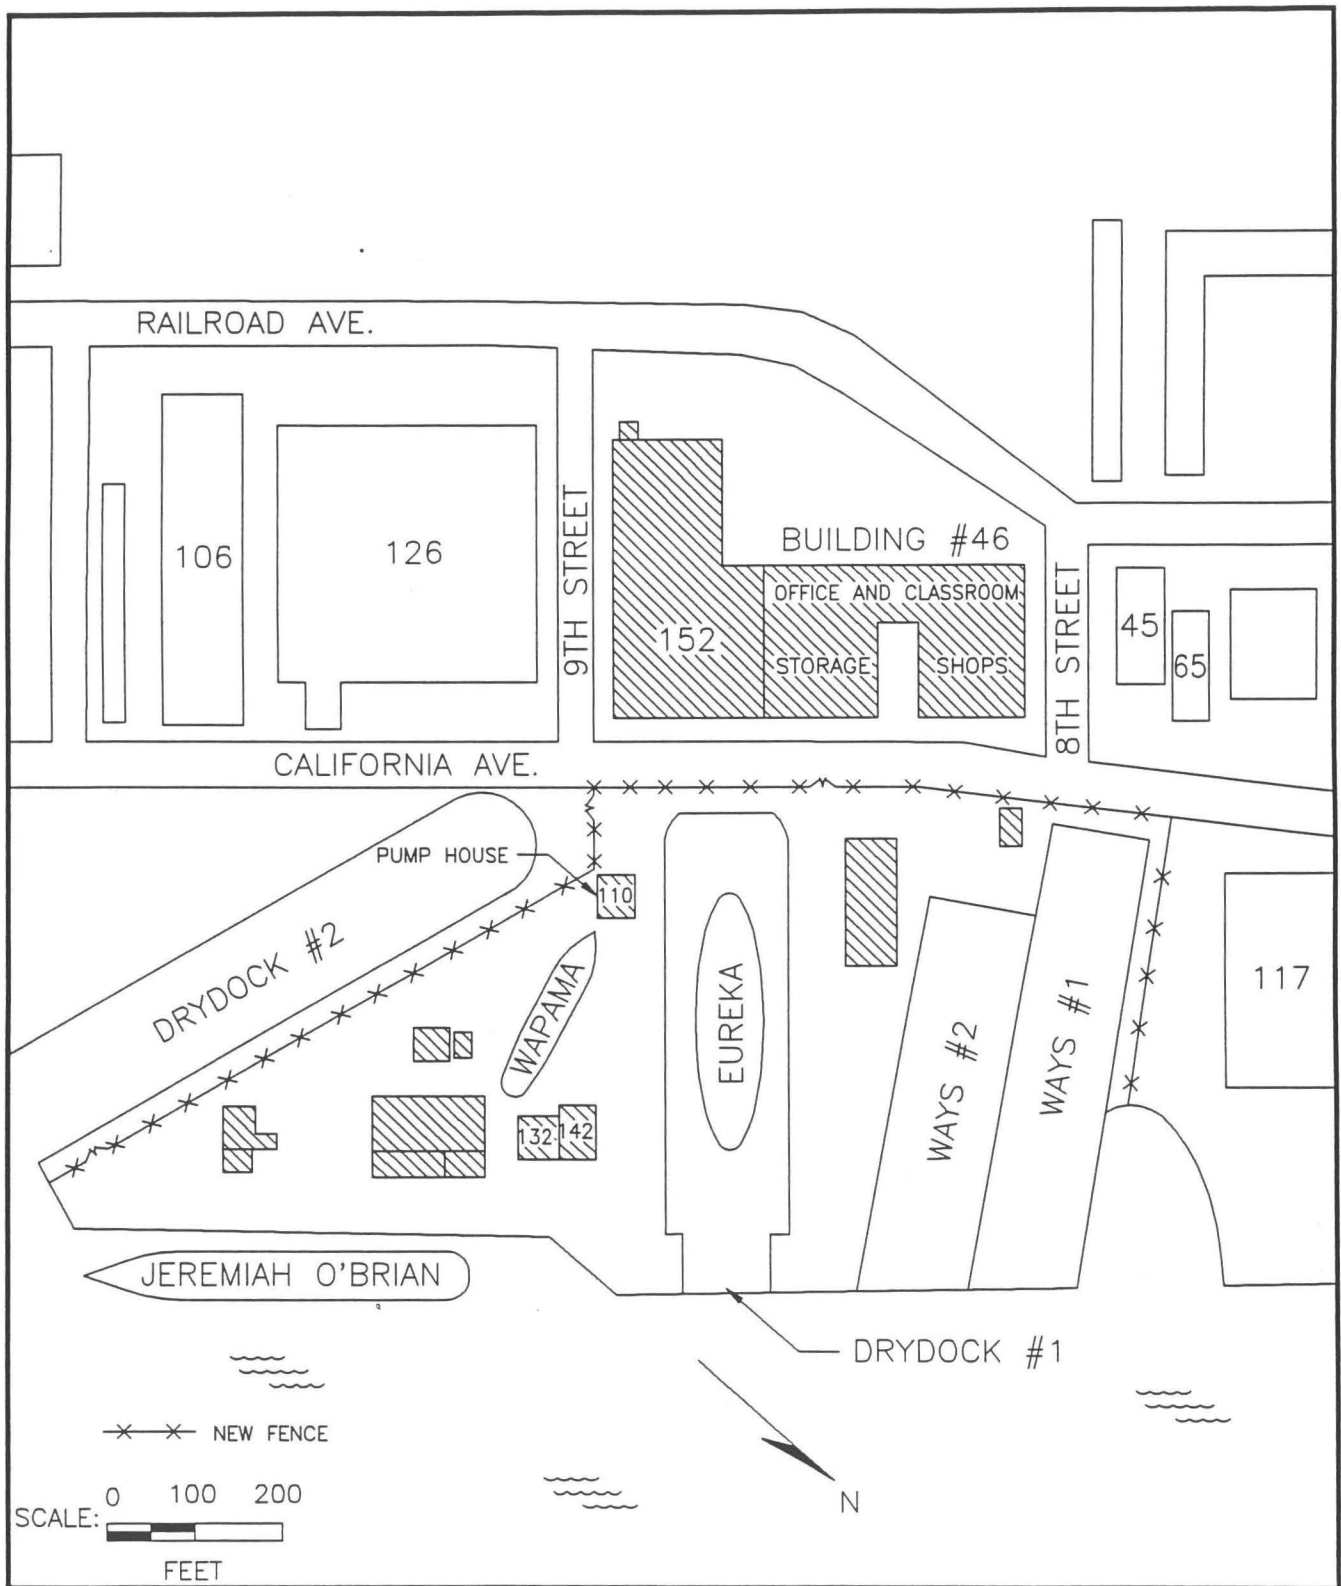 RAILROAD AVE.
106
126
9TH STREET
BUILDING #46
OFFICE AND CLASSROOM
152
STORAGE
SHOPS
8TH STREET
45
65
CALIFORNIA AVE.
PUMP HOUSE
110
DRYDOCK #2
WAPAMA
EUREKA
WAYS #2
WAYS #1
117
132
142
JEREMIAH O'BRIAN
DRYDOCK #1
NEW FENCE
N
0 100 200
SCALE:
FEET